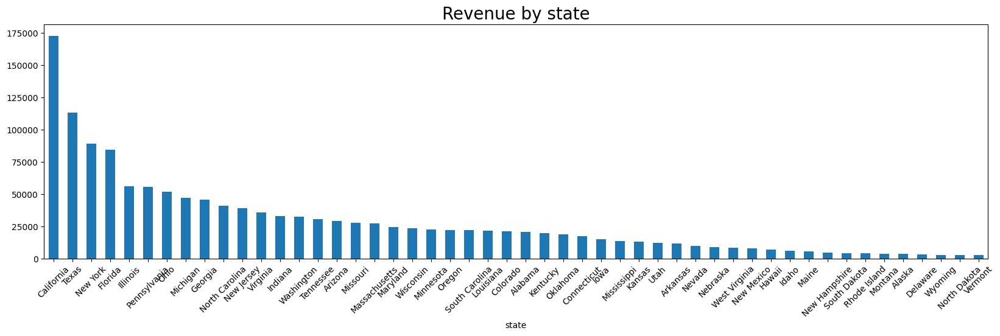 Revenue by state
175000
150000
125000
100000
75000
50000
25000
0
California
Texas
New York
Florida
Illinois
Pennsylvania
Ohio
Michigan
Georgia
North Carolina
New Jersey
Virginia
Indiana
Washington
Tennessee
Arizona
Missouri
Massachusetts
Maryland
Wisconsin
Minnesota
Oregon
South Carolina
Louisiana
Colorado
Alabama
Kentucky
Oklahoma
Connecticut
Iowa
Mississippi
Kansas
Utah
Arkansas
Nevada
Nebraska
West Virginia
New Mexico
Hawaii
Idaho
Maine
New Hampshire
South Dakota
Rhode Island
Montana
Alaska
Delaware
Wyoming
North Dakota
Vermont
state